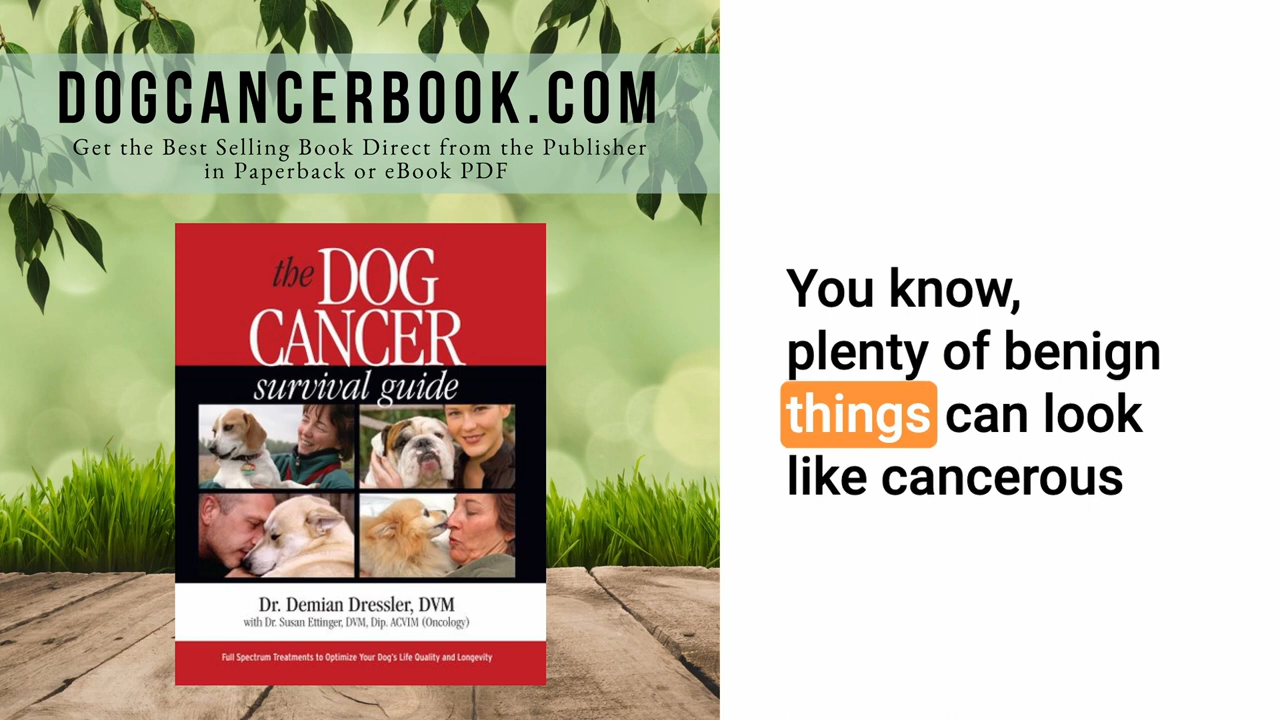 DOGCANCERBOOK.COM
Get the Best Selling Book Direct from the Publisher
in Paperback or eBook PDF
the DOG
CANCER
survival guide
Dr. Demian Dressler, DVM
with Dr. Susan Ettinger, DVM, Dip. ACVIM (Oncology)
Full Spectrum Treatments to Optimize Your Dog's Life Quality and Longevity
You know,
plenty of benign
things can look
like cancerous